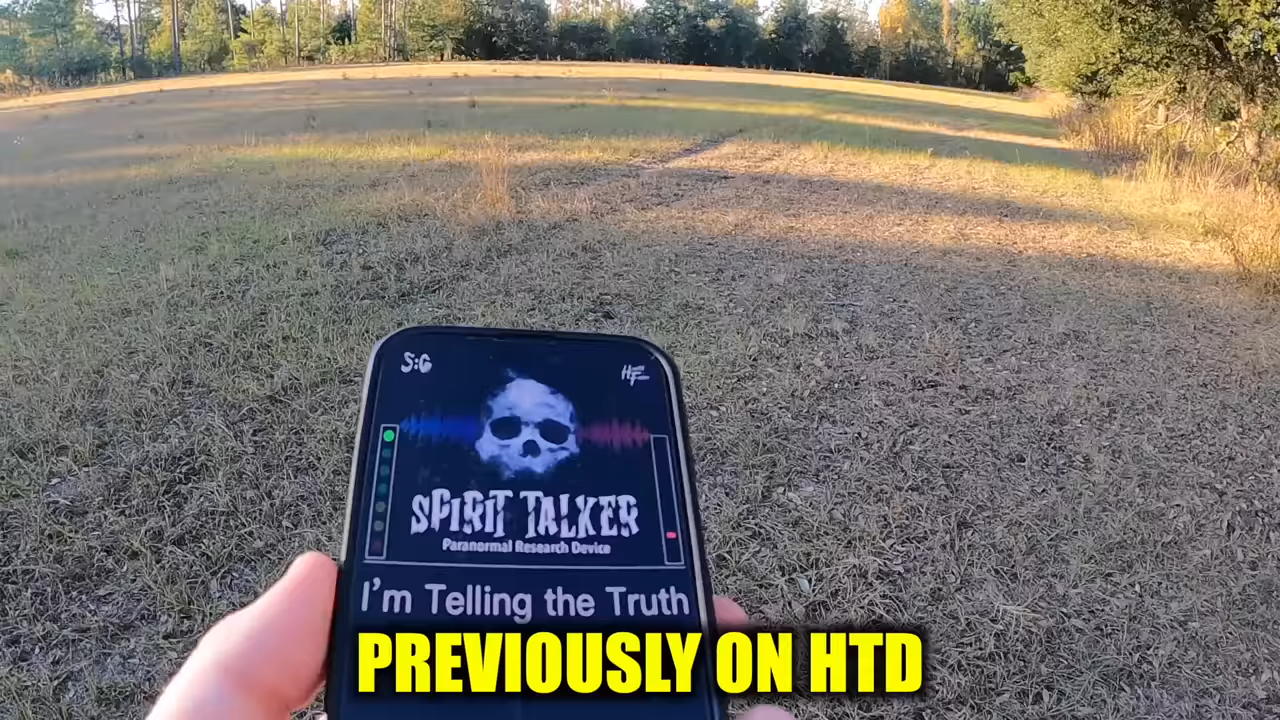 S:G
HF
SPIRIT TALKER
Paranormal Research Device
I'm Telling the Truth
PREVIOUSLY ON HTD